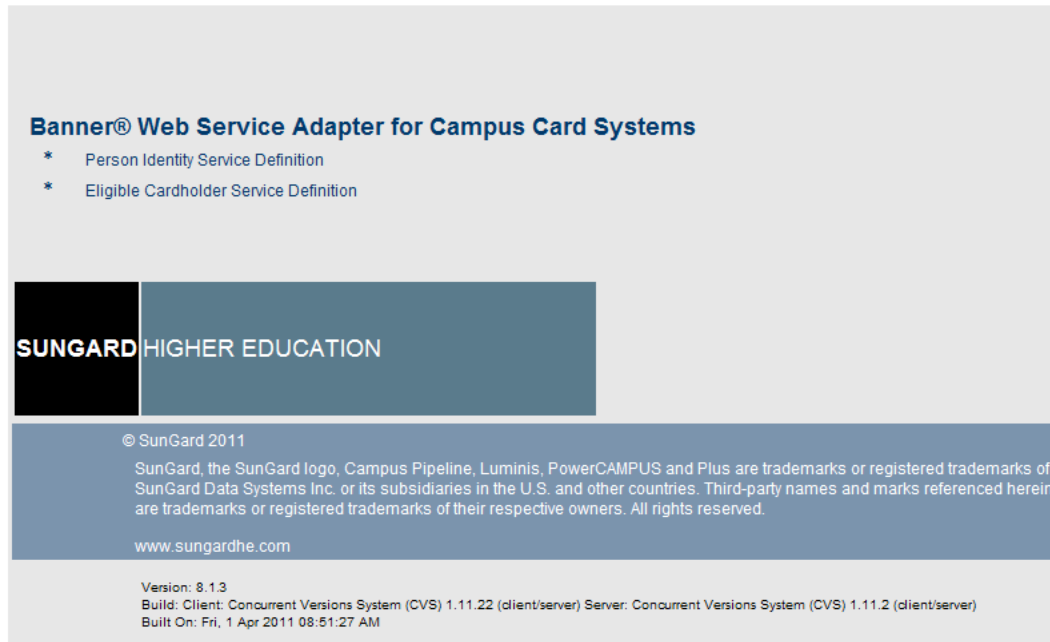 Banner® Web Service Adapter for Campus Card Systems
* Person Identity Service Definition
* Eligible Cardholder Service Definition
SUNGARD HIGHER EDUCATION
© SunGard 2011
SunGard, the SunGard logo, Campus Pipeline, Luminis, PowerCAMPUS and Plus are trademarks or registered trademarks of
SunGard Data Systems Inc. or its subsidiaries in the U.S. and other countries. Third-party names and marks referenced herein
are trademarks or registered trademarks of their respective owners. All rights reserved.
www.sungardhe.com
Version: 8.1.3
Build: Client: Concurrent Versions System (CVS) 1.11.22 (client/server) Server: Concurrent Versions System (CVS) 1.11.2 (client/server)
Built On: Fri, 1 Apr 2011 08:51:27 AM